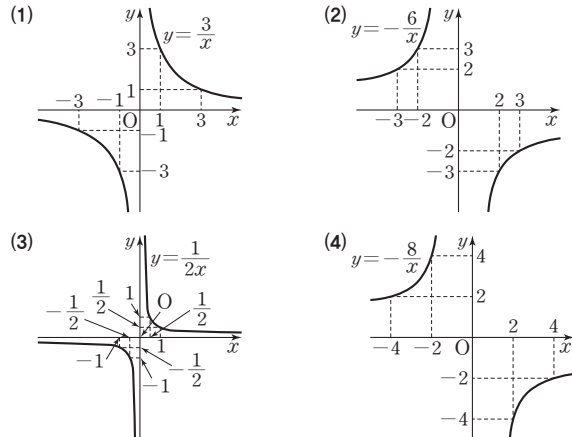 (1)
y
y = 3/x
3
1
-3
-1
O
1
3
x
-1
-3
(2)
y
y = -6/x
3
2
-3
-2
O
2
3
x
-2
-3
(3)
y
y = 1/2x
1
1/2
O
1/2
-1/2
-1
1
x
-1/2
-1
(4)
y
y = -8/x
4
2
-4
-2
O
2
4
x
-2
-4